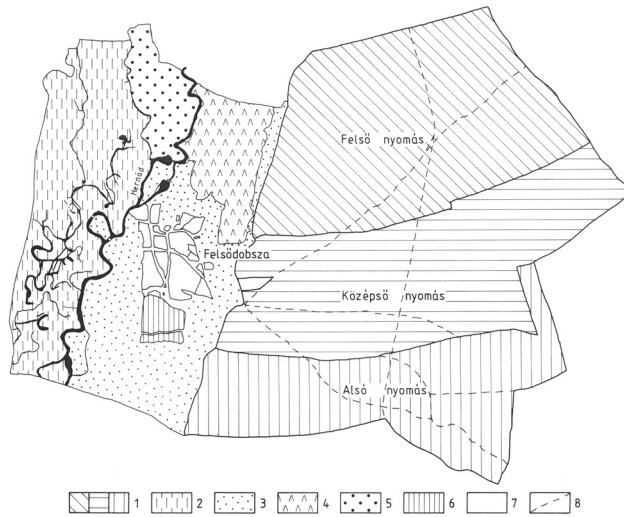 Felső nyomás
Hernád
Felsődobsza
Középső nyomás
Alsó nyomás
1 2 3 4 5 6 7 8